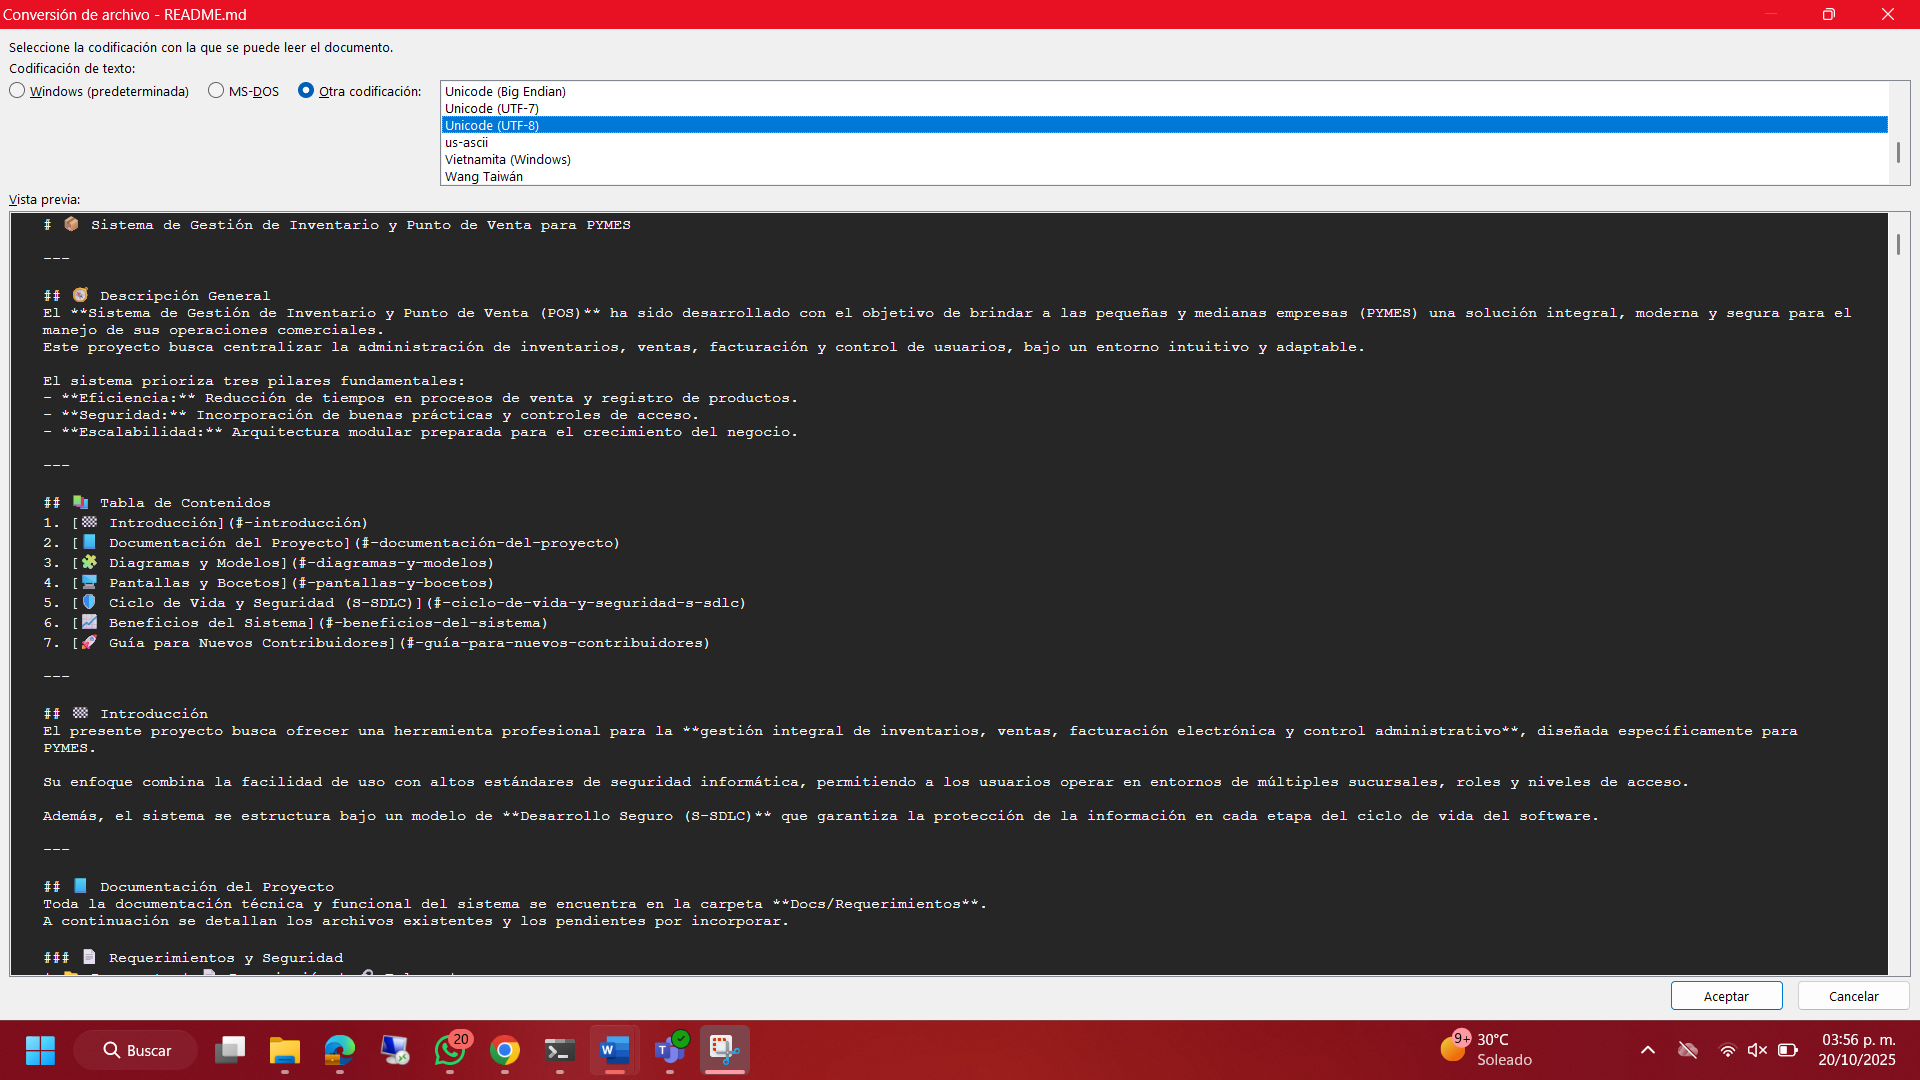 Conversión de archivo - README.md
Seleccione la codificación con la que se puede leer el documento.
Codificación de texto:
Windows (predeterminada) MS-DOS Otra codificación:
Unicode (Big Endian)
Unicode (UTF-7)
Unicode (UTF-8)
us-ascii
Vietnamita (Windows)
Wang Taiwán
Vista previa:
# 📦 Sistema de Gestión de Inventario y Punto de Venta para PYMES
---
## 🧭 Descripción General
El **Sistema de Gestión de Inventario y Punto de Venta (POS)** ha sido desarrollado con el objetivo de brindar a las pequeñas y medianas empresas (PYMES) una solución integral, moderna y segura para el
manejo de sus operaciones comerciales.
Este proyecto busca centralizar la administración de inventarios, ventas, facturación y control de usuarios, bajo un entorno intuitivo y adaptable.
El sistema prioriza tres pilares fundamentales:
- **Eficiencia:** Reducción de tiempos en procesos de venta y registro de productos.
- **Seguridad:** Incorporación de buenas prácticas y controles de acceso.
- **Escalabilidad:** Arquitectura modular preparada para el crecimiento del negocio.
---
## 📚 Tabla de Contenidos
1. [🏁 Introducción](#-introducción)
2. [📘 Documentación del Proyecto](#-documentación-del-proyecto)
3. [🧩 Diagramas y Modelos](#-diagramas-y-modelos)
4. [🖥 Pantallas y Bocetos](#-pantallas-y-bocetos)
5. [🛡 Ciclo de Vida y Seguridad (S-SDLC)](#-ciclo-de-vida-y-seguridad-s-sdlc)
6. [📈 Beneficios del Sistema](#-beneficios-del-sistema)
7. [🚀 Guía para Nuevos Contribuidores](#-guía-para-nuevos-contribuidores)
---
## 🏁 Introducción
El presente proyecto busca ofrecer una herramienta profesional para la **gestión integral de inventarios, ventas, facturación electrónica y control administrativo**, diseñada específicamente para
PYMES.
Su enfoque combina la facilidad de uso con altos estándares de seguridad informática, permitiendo a los usuarios operar en entornos de múltiples sucursales, roles y niveles de acceso.
Además, el sistema se estructura bajo un modelo de **Desarrollo Seguro (S-SDLC)** que garantiza la protección de la información en cada etapa del ciclo de vida del software.
---
## 📘 Documentación del Proyecto
Toda la documentación técnica y funcional del sistema se encuentra en la carpeta **Docs/Requerimientos**.
A continuación se detallan los archivos existentes y los pendientes por incorporar.
### 📄 Requerimientos y Seguridad
Aceptar Cancelar
Buscar
20
9+
30°C
Soleado
03:56 p. m.
20/10/2025